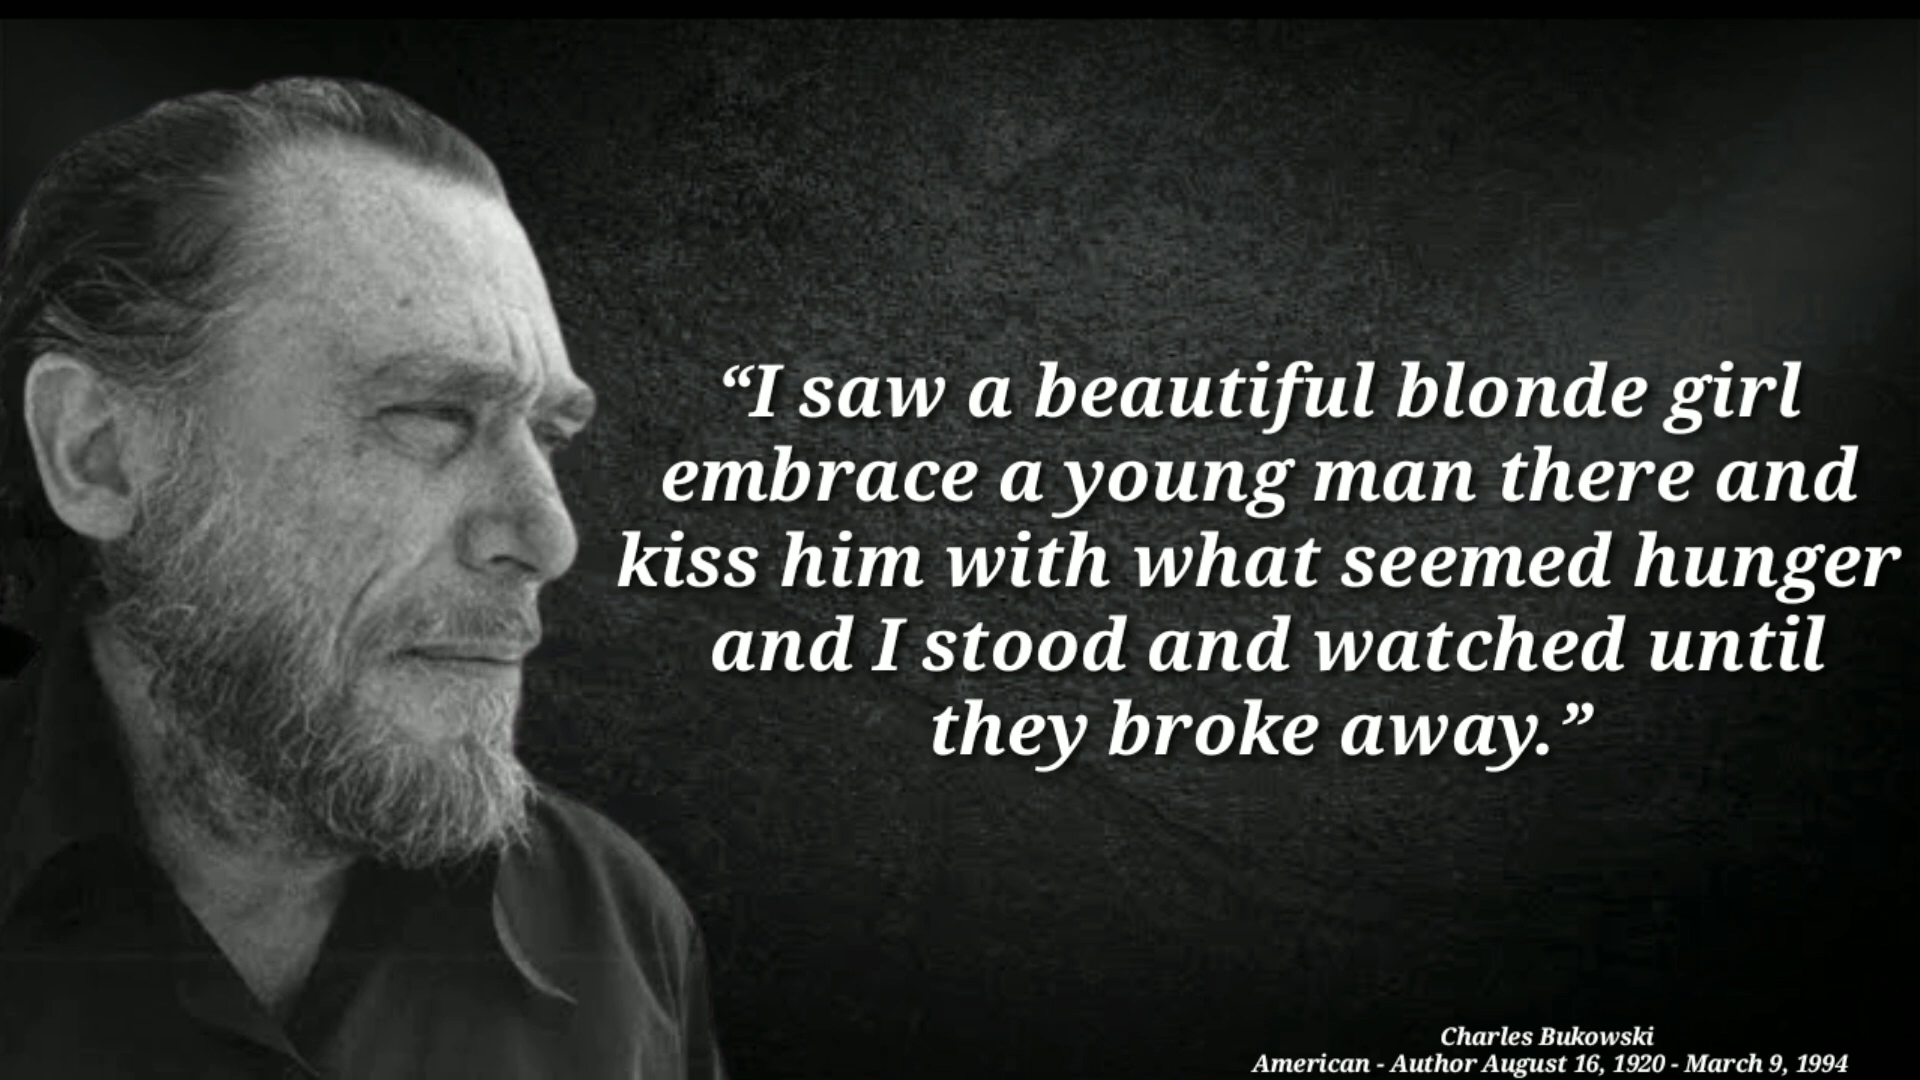 “I saw a beautiful blonde girl
embrace a young man there and
kiss him with what seemed hunger
and I stood and watched until
they broke away.”
Charles Bukowski
American - Author August 16, 1920 - March 9, 1994